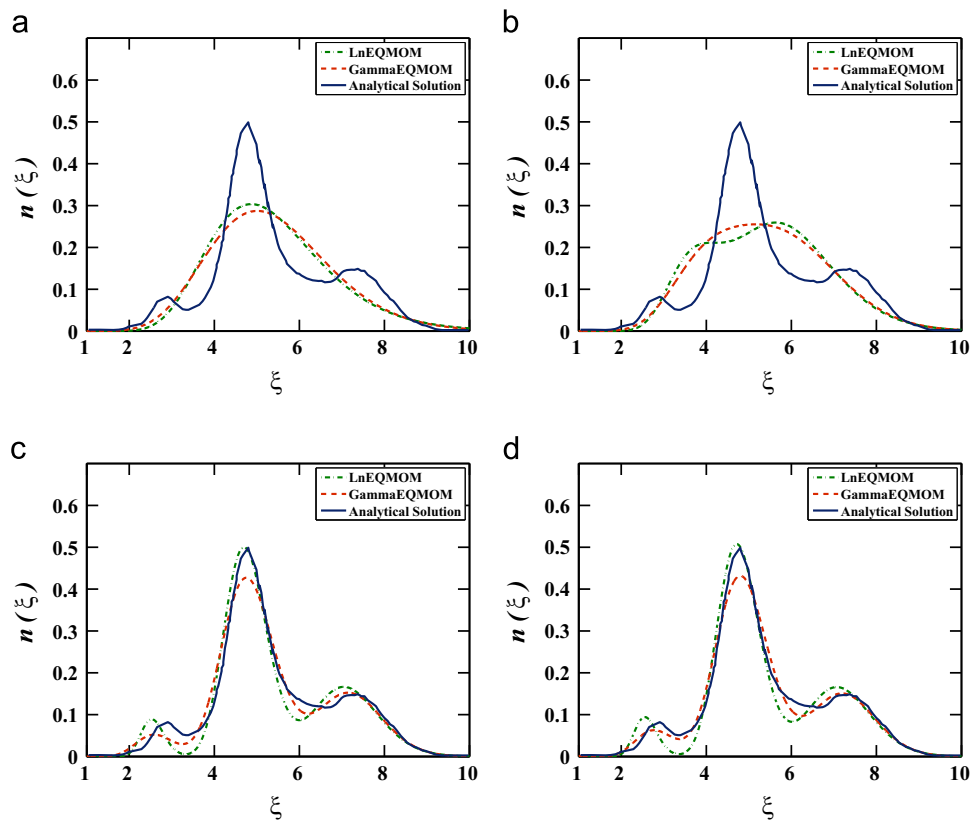 a
LnEQMOM
GammaEQMOM
Analytical Solution
0.6
0.5
0.4
0.3
0.2
0.1
0
n (ξ)
1 2 4 6 8 10
ξ
b
LnEQMOM
GammaEQMOM
Analytical Solution
0.6
0.5
0.4
0.3
0.2
0.1
0
n (ξ)
1 2 4 6 8 10
ξ
c
LnEQMOM
GammaEQMOM
Analytical Solution
0.6
0.5
0.4
0.3
0.2
0.1
0
n (ξ)
1 2 4 6 8 10
ξ
d
LnEQMOM
GammaEQMOM
Analytical Solution
0.6
0.5
0.4
0.3
0.2
0.1
0
n (ξ)
1 2 4 6 8 10
ξ